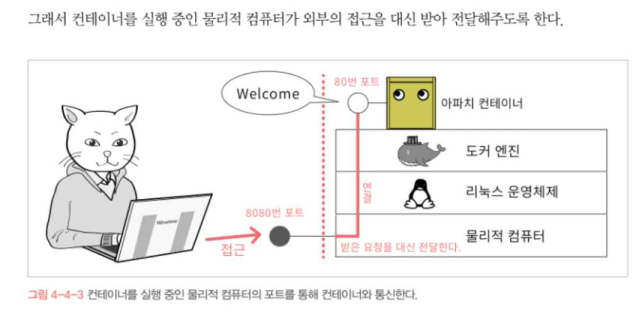 그래서 컨테이너를 실행 중인 물리적 컴퓨터가 외부의 접근을 대신 받아 전달해주도록 한다.
80번 포트
Welcome
아파치 컨테이너
도커 엔진
연결
리눅스 운영체제
8080번 포트
물리적 컴퓨터
접근
받은 요청을 대신 전달한다.
그림 4-4-3 컨테이너를 실행 중인 물리적 컴퓨터의 포트를 통해 컨테이너와 통신한다.